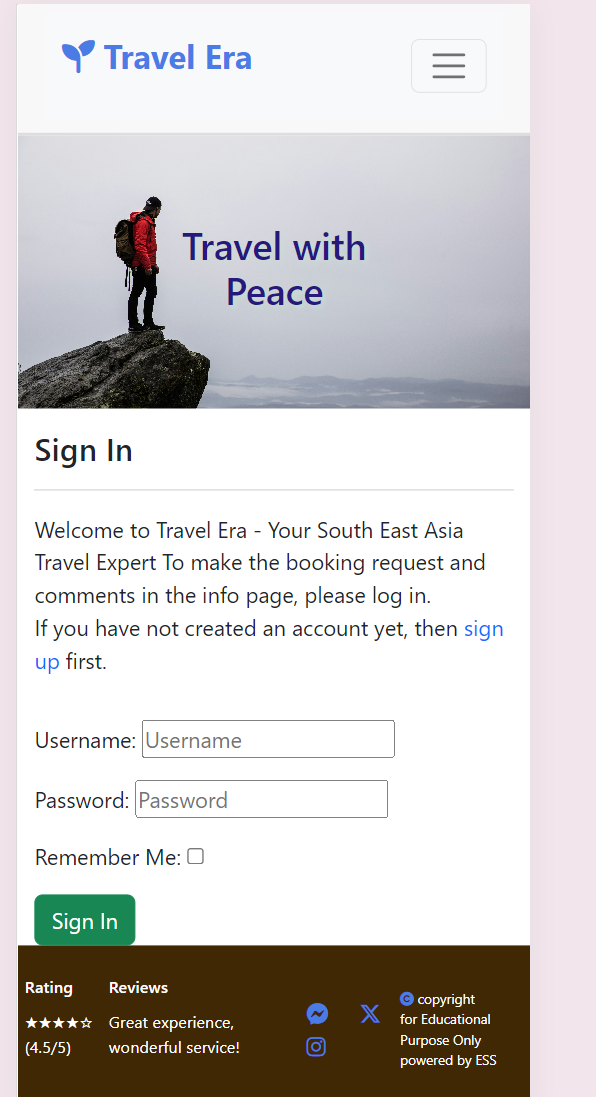 Travel Era
Travel with
Peace
Sign In
Welcome to Travel Era - Your South East Asia
Travel Expert To make the booking request and
comments in the info page, please log in.
If you have not created an account yet, then sign
up first.
Username: Username
Password: Password
Remember Me:
Sign In
Rating
★★★★☆
(4.5/5)
Reviews
Great experience,
wonderful service!
© copyright
for Educational
Purpose Only
powered by ESS